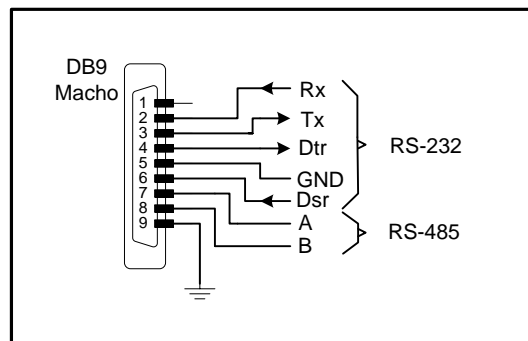 DB9
Macho
1
2
3
4
5
6
7
8
9
Rx
Tx
Dtr
GND
Dsr
A
B
RS-232
RS-485